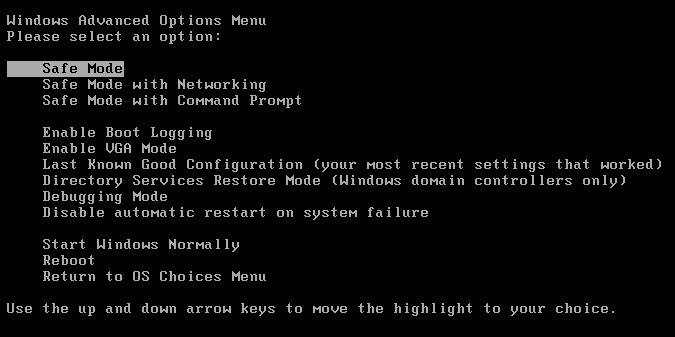 Windows Advanced Options Menu
Please select an option:
Safe Mode
Safe Mode with Networking
Safe Mode with Command Prompt
Enable Boot Logging
Enable VGA Mode
Last Known Good Configuration (your most recent settings that worked)
Directory Services Restore Mode (Windows domain controllers only)
Debugging Mode
Disable automatic restart on system failure
Start Windows Normally
Reboot
Return to OS Choices Menu
Use the up and down arrow keys to move the highlight to your choice.